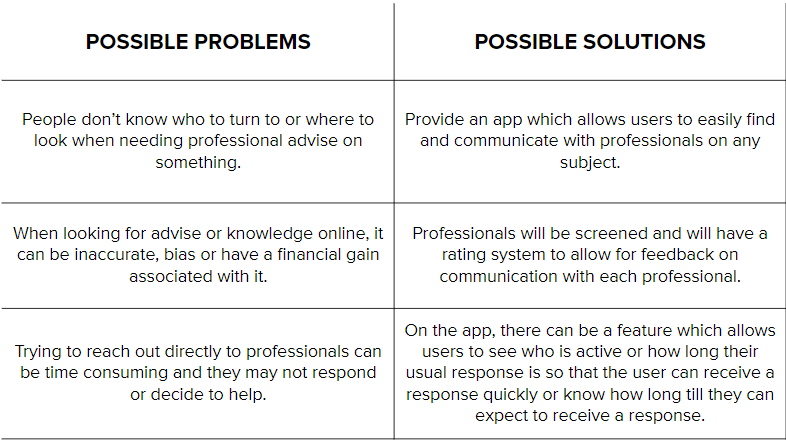 POSSIBLE PROBLEMS
POSSIBLE SOLUTIONS
People don't know who to turn to or where to
look when needing professional advise on
something.
Provide an app which allows users to easily find
and communicate with professionals on any
subject.
When looking for advise or knowledge online, it
can be inaccurate, bias or have a financial gain
associated with it.
Professionals will be screened and will have a
rating system to allow for feedback on
communication with each professional.
Trying to reach out directly to professionals can
be time consuming and they may not respond
or decide to help.
On the app, there can be a feature which allows
users to see who is active or how long their
usual response is so that the user can receive a
response quickly or know how long till they can
expect to receive a response.